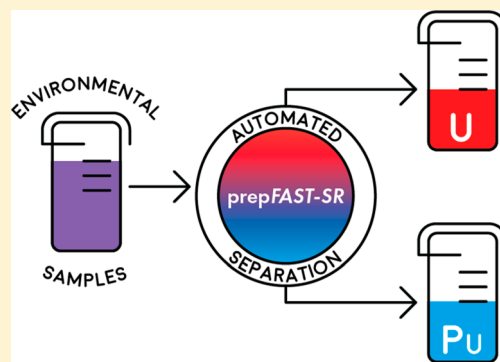 ENVIRONMENTAL
SAMPLES
AUTOMATED
prepFAST-SR
SEPARATION
U
PU